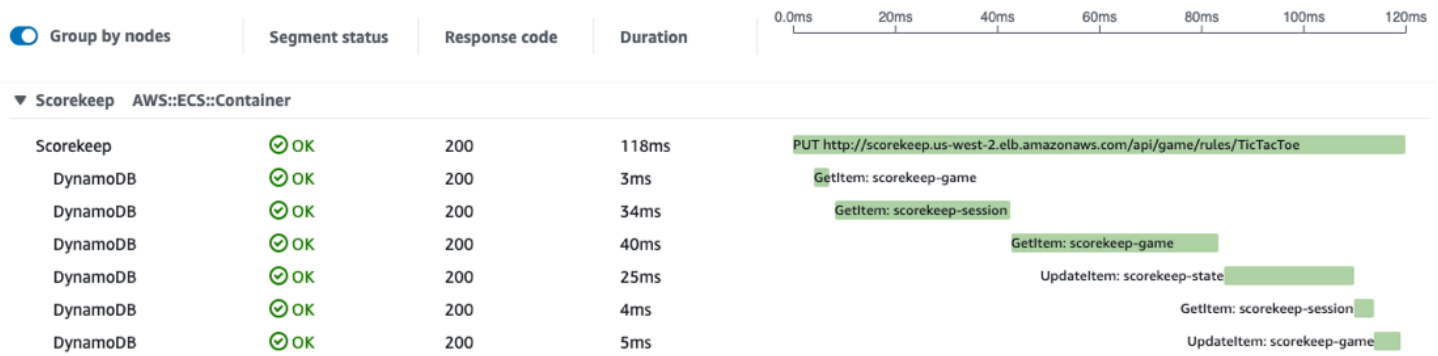 0.0ms 20ms 40ms 60ms 80ms 100ms 120ms
Group by nodes Segment status Response code Duration
Scorekeep AWS::ECS::Container
Scorekeep OK 200 118ms PUT http://scorekeep.us-west-2.elb.amazonaws.com/api/game/rules/TicTacToe
DynamoDB OK 200 3ms GetItem: scorekeep-game
DynamoDB OK 200 34ms GetItem: scorekeep-session
DynamoDB OK 200 40ms GetItem: scorekeep-game
DynamoDB OK 200 25ms UpdateItem: scorekeep-state
DynamoDB OK 200 4ms GetItem: scorekeep-session
DynamoDB OK 200 5ms UpdateItem: scorekeep-game